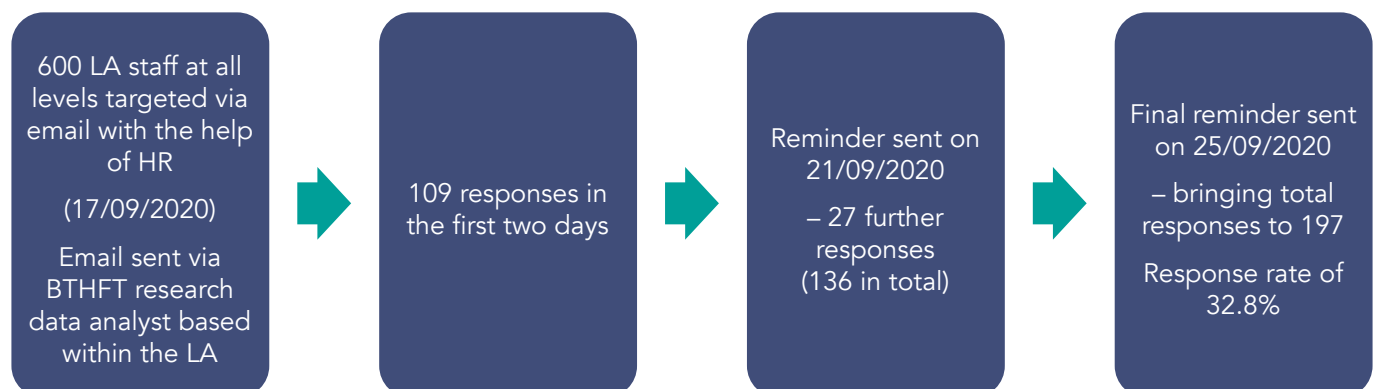 600 LA staff at all
levels targeted via
email with the help
of HR
(17/09/2020)
Email sent via
BTHFT research
data analyst based
within the LA
109 responses in
the first two days
Reminder sent on
21/09/2020
– 27 further
responses
(136 in total)
Final reminder sent
on 25/09/2020
– bringing total
responses to 197
Response rate of
32.8%